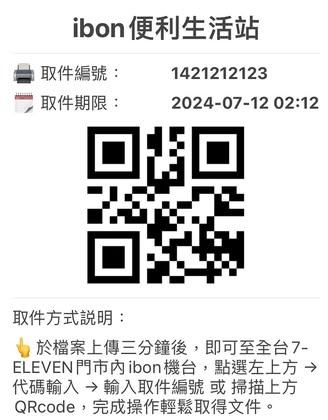 ibon便利生活站
🖨️ 取件編號： 1421212123
🗓️ 取件期限： 2024-07-12 02:12
取件方式説明：
👆 於檔案上傳三分鐘後，即可至全台7-
ELEVEN門市內ibon機台，點選左上方 →
代碼輸入 → 輸入取件編號 或 掃描上方
QRcode，完成操作輕鬆取得文件。